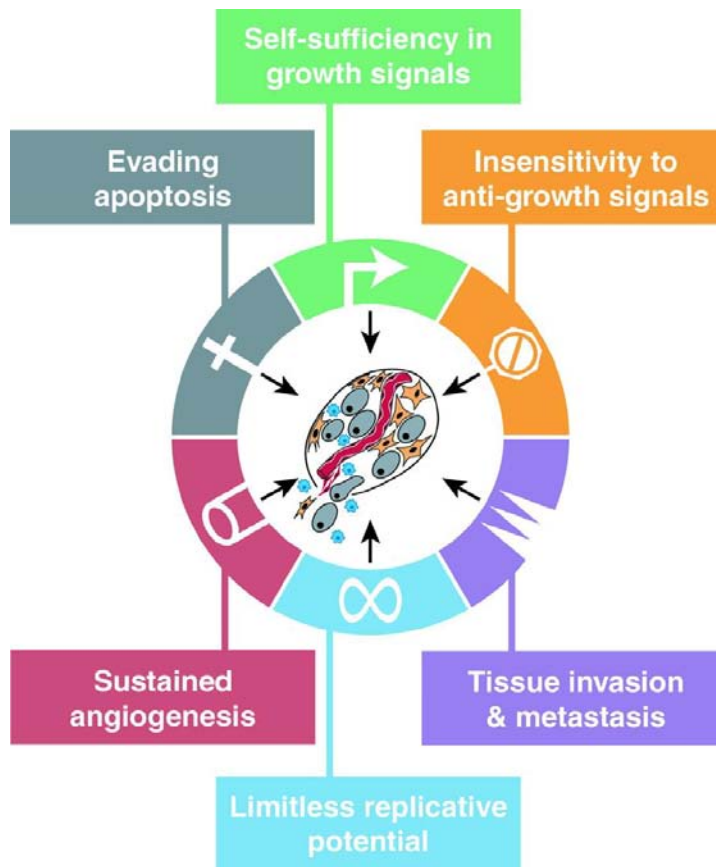 Self-sufficiency in
growth signals
Evading
apoptosis
Insensitivity to
anti-growth signals
Sustained
angiogenesis
Tissue invasion
& metastasis
Limitless replicative
potential